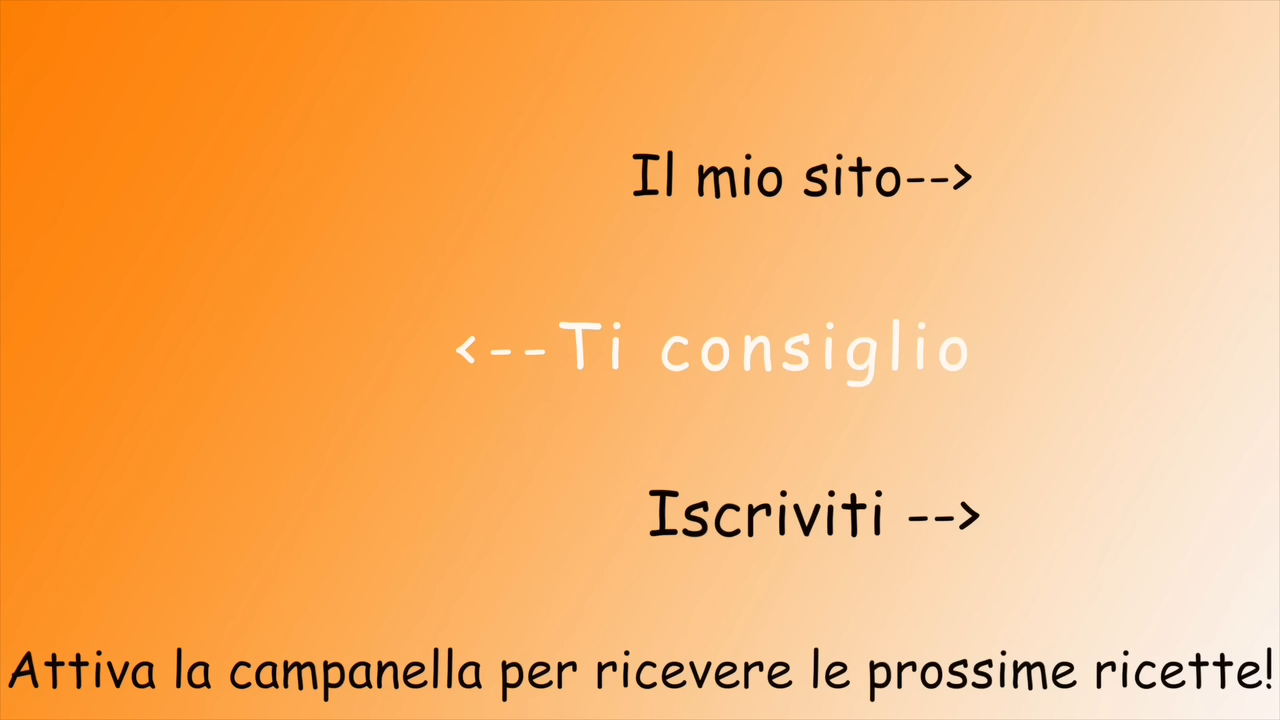 Il mio sito-->
<--Ti consiglio
Iscriviti -->
Attiva la campanella per ricevere le prossime ricette!